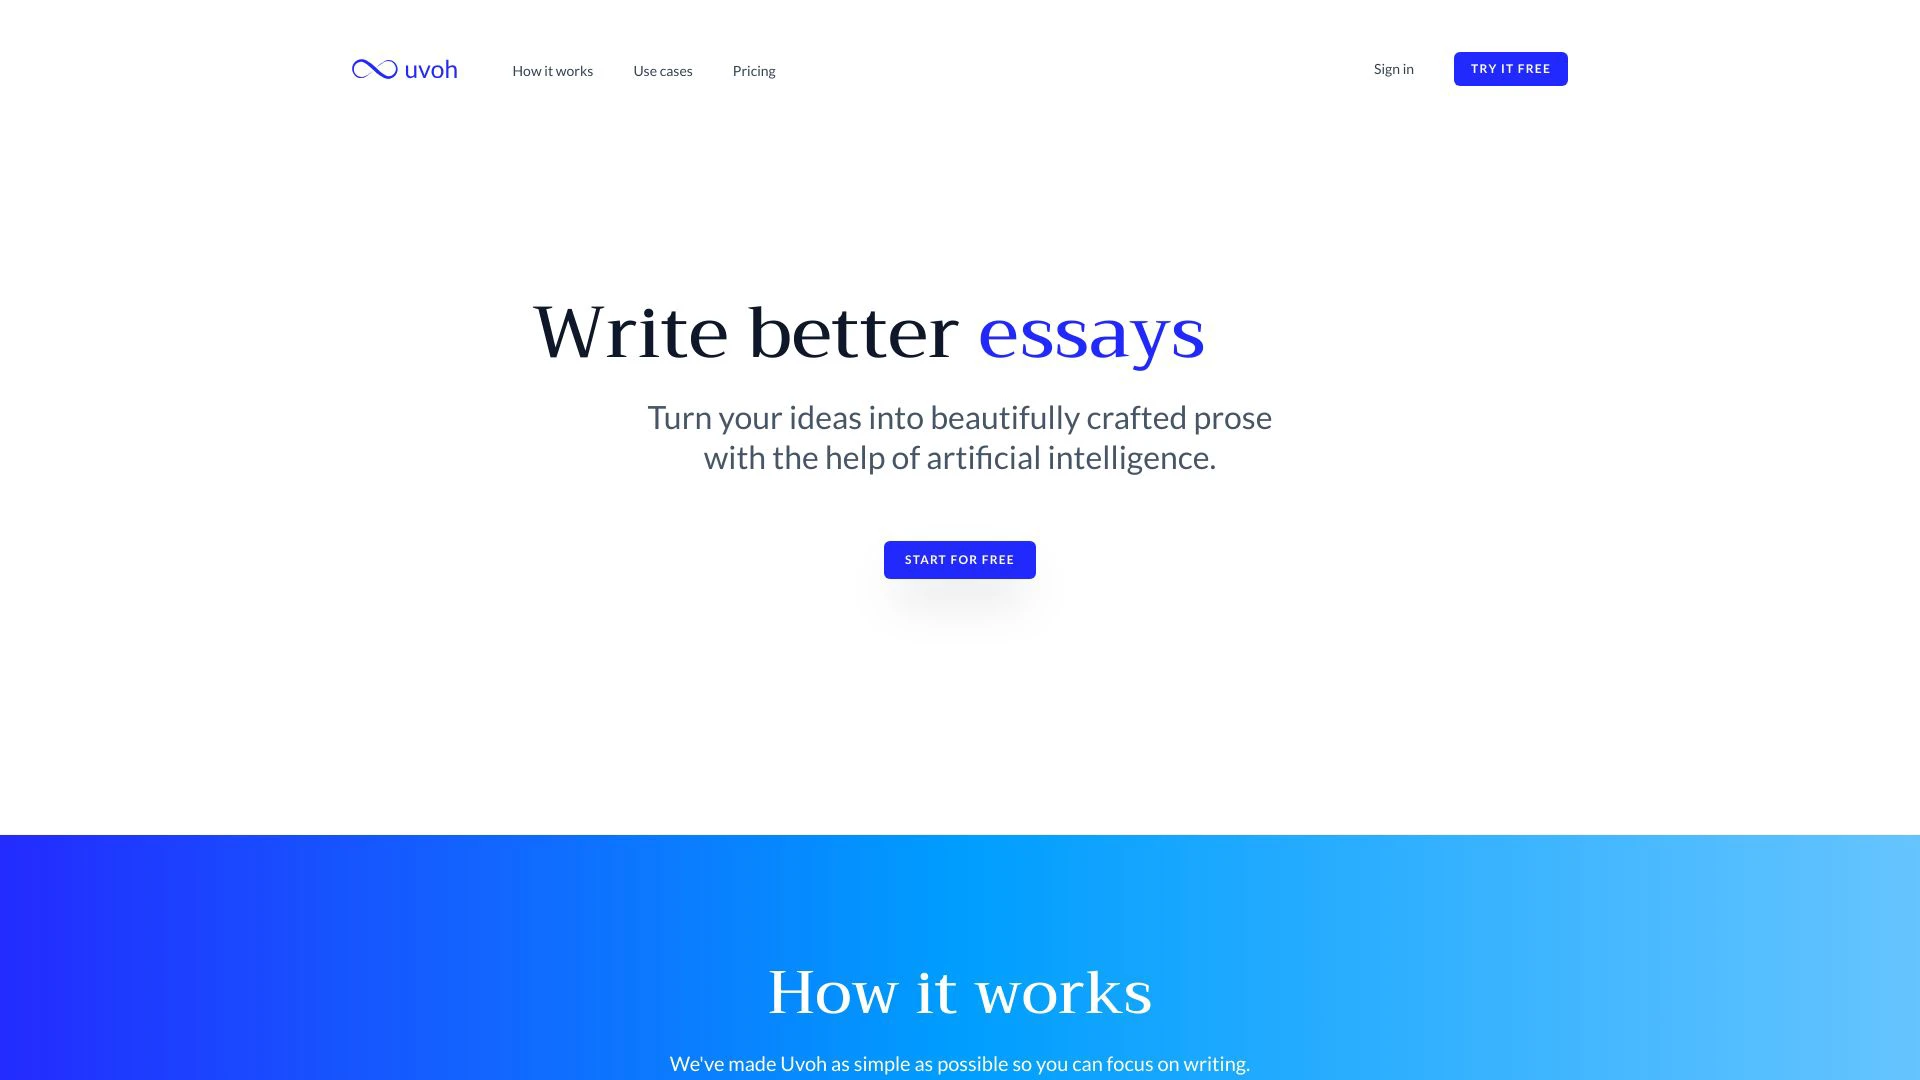 uvoh
How it works
Use cases
Pricing
Sign in
TRY IT FREE
Write better essays
Turn your ideas into beautifully crafted prose
with the help of artificial intelligence.
START FOR FREE
How it works
We've made Uvoh as simple as possible so you can focus on writing.